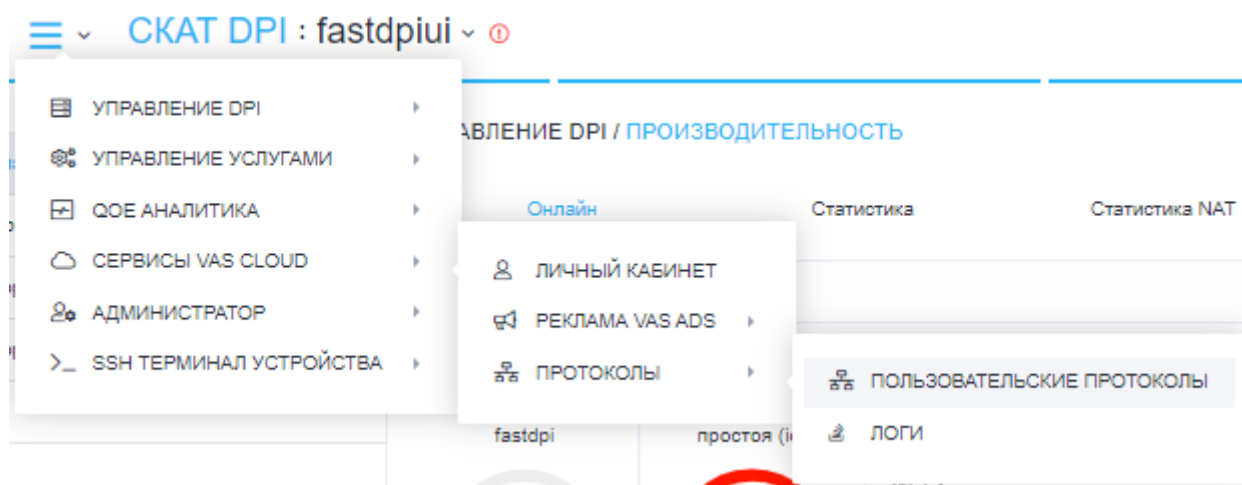 СКАТ DPI : fastdpiui
УПРАВЛЕНИЕ DPI
УПРАВЛЕНИЕ УСЛУГАМИ
QOE АНАЛИТИКА
СЕРВИСЫ VAS CLOUD
АДМИНИСТРАТОР
>_ SSH ТЕРМИНАЛ УСТРОЙСТВА
АВЛЕНИЕ DPI / ПРОИЗВОДИТЕЛЬНОСТЬ
Онлайн Статистика Статистика NAT
ЛИЧНЫЙ КАБИНЕТ
РЕКЛАМА VAS ADS
ПРОТОКОЛЫ
ПОЛЬЗОВАТЕЛЬСКИЕ ПРОТОКОЛЫ
ЛОГИ
fastdpi простоя (i